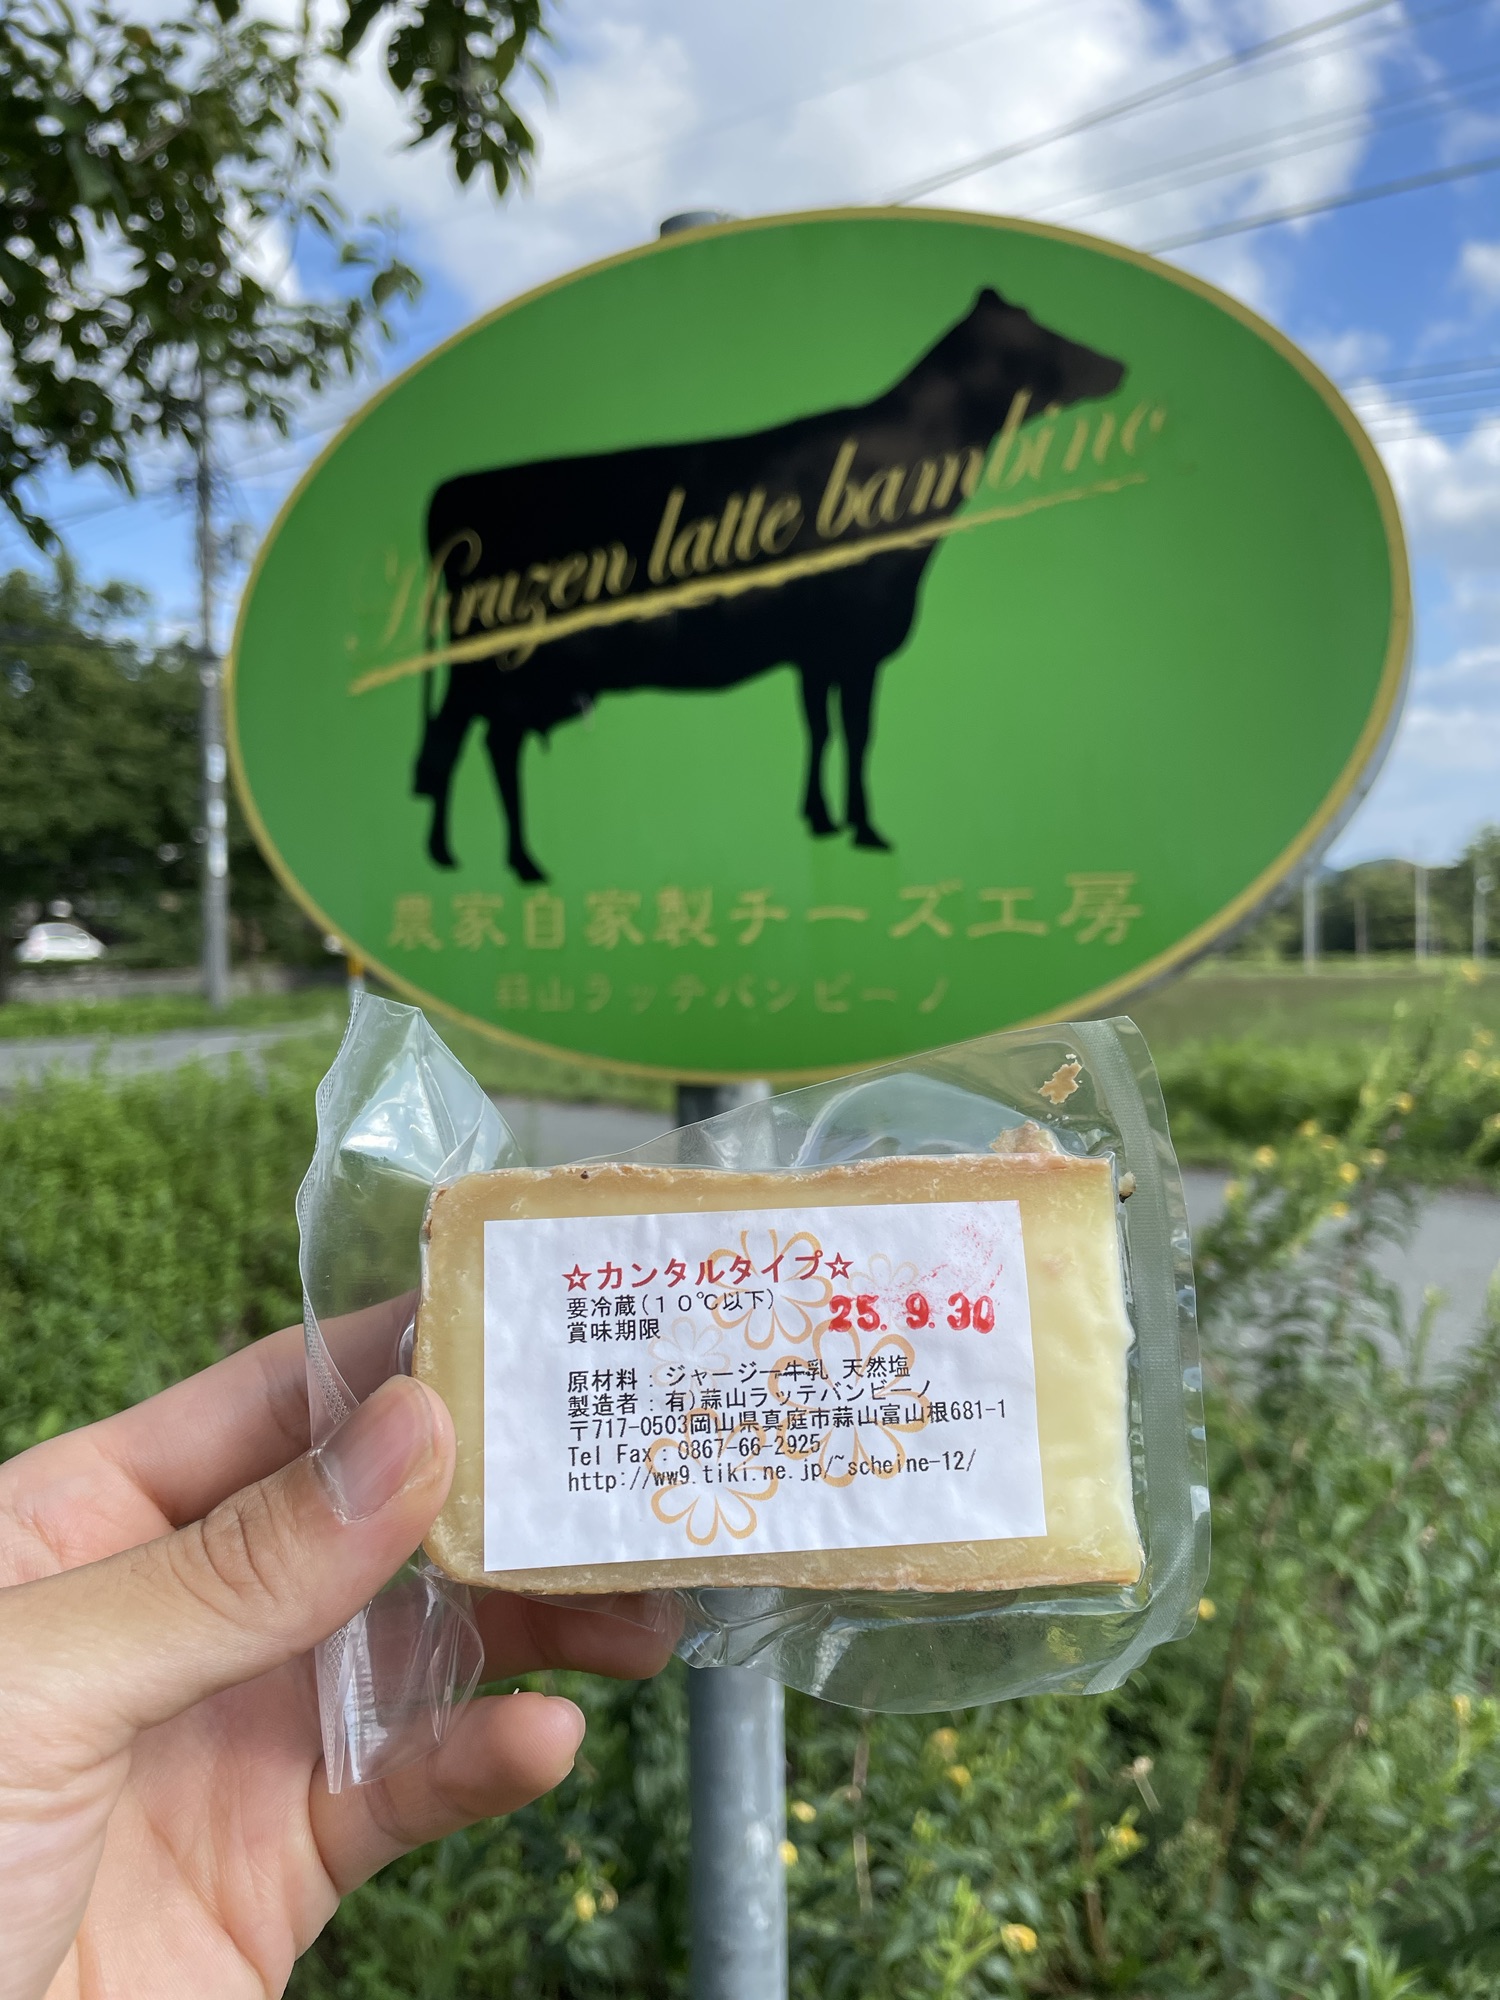 Hiruzen latte bambino
農家自家製チーズ工房
蒜山ラッテバンビーノ
☆カンタルタイプ☆
要冷蔵(10℃以下)
賞味期限 25. 9. 30
原材料:ジャージー牛乳 天然塩
製造者:有)蒜山ラッテバンビーノ
〒717-0503岡山県真庭市蒜山富山根681-1
Tel Fax:0867-66-2925
http://ww9.tiki.ne.jp/~scheine-12/